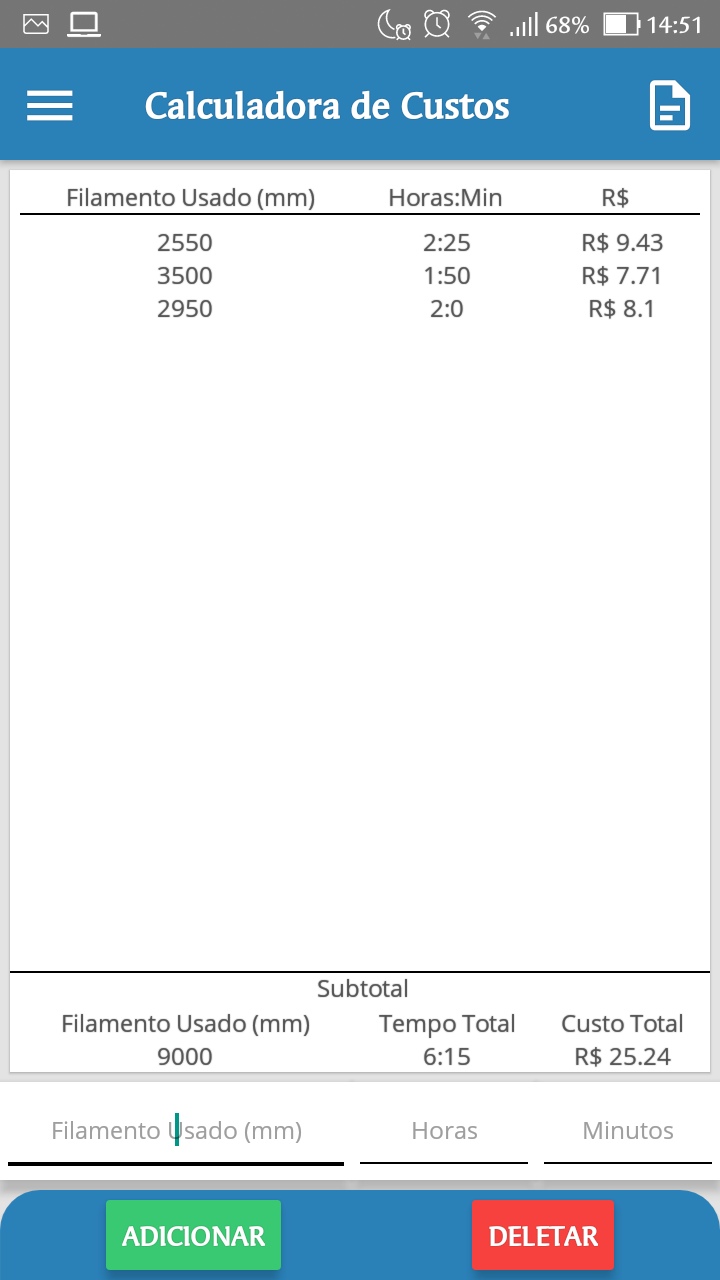 68% 14:51
Calculadora de Custos
Filamento Usado (mm) Horas:Min R$
2550 2:25 R$ 9.43
3500 1:50 R$ 7.71
2950 2:0 R$ 8.1
Subtotal
Filamento Usado (mm) Tempo Total Custo Total
9000 6:15 R$ 25.24
Filamento Usado (mm) Horas Minutos
ADICIONAR DELETAR